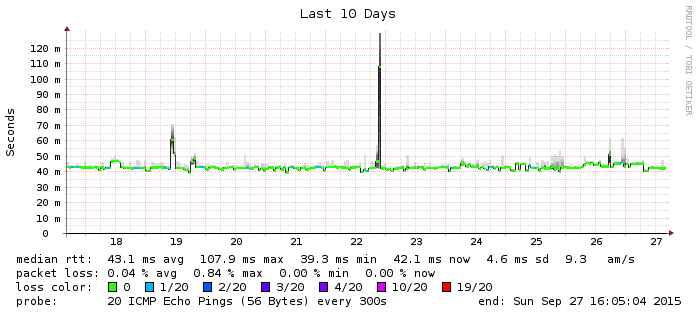 Last 10 Days
RRDTOOL / TOBI OETIKER
Seconds
120 m
110 m
100 m
90 m
80 m
70 m
60 m
50 m
40 m
30 m
20 m
10 m
0
18 19 20 21 22 23 24 25 26 27
median rtt: 43.1 ms avg 107.9 ms max 39.3 ms min 42.1 ms now 4.6 ms sd 9.3 am/s
packet loss: 0.04 % avg 0.84 % max 0.00 % min 0.00 % now
loss color: 0 1/20 2/20 3/20 4/20 10/20 19/20
probe: 20 ICMP Echo Pings (56 Bytes) every 300s end: Sun Sep 27 16:05:04 2015